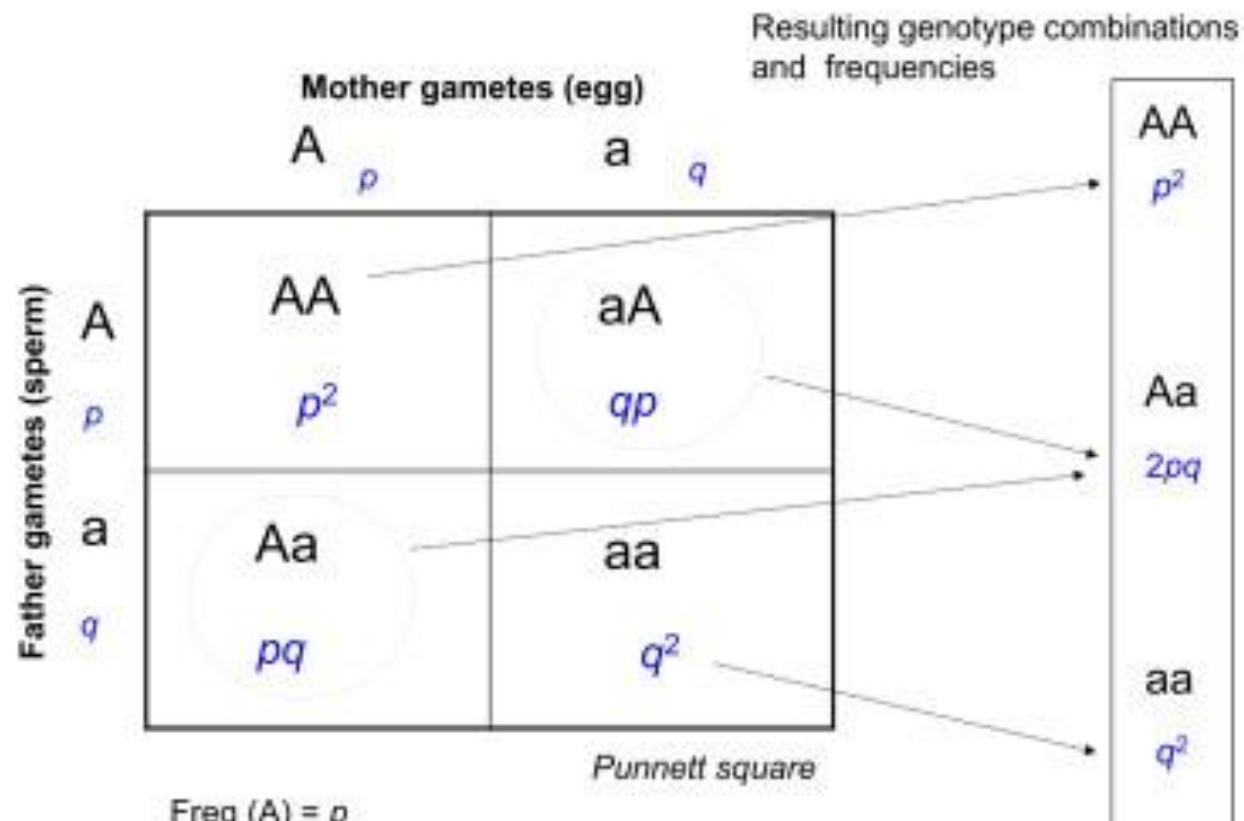 Resulting genotype combinations
and frequencies
Mother gametes (egg)
A p a q
Father gametes (sperm)
A
p
AA
p²
aA
qp
a
q
Aa
pq
aa
q²
AA
p²
Aa
2pq
aa
q²
Punnett square
Freq (A) = p